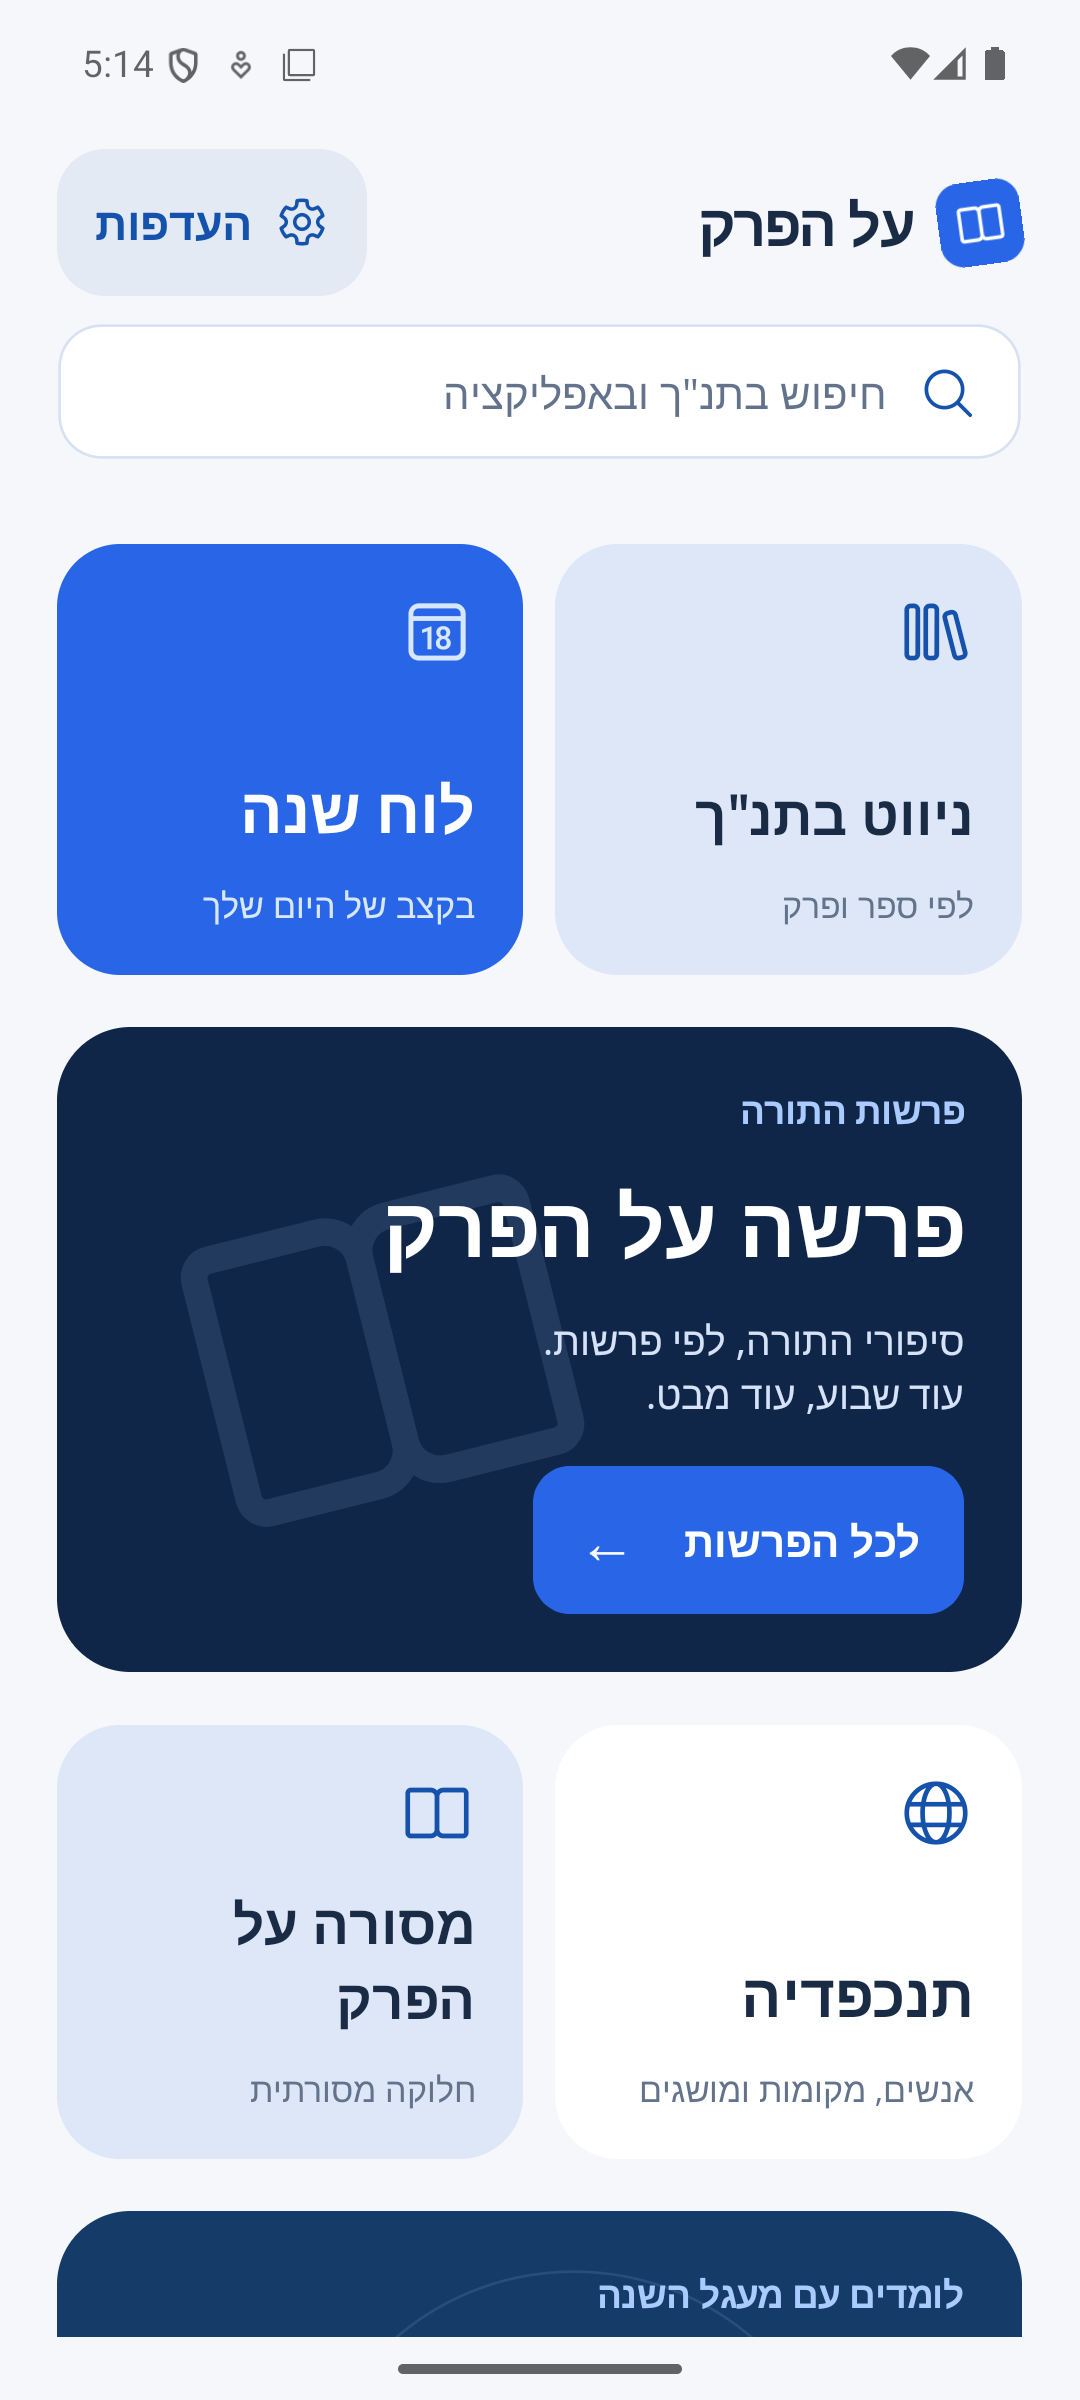 5:14
על הפרק
העדפות
חיפוש בתנ"ך ובאפליקציה
18
ניווט בתנ"ך
לפי ספר ופרק
לוח שנה
בקצב של היום שלך
פרשות התורה
פרשה על הפרק
סיפורי התורה, לפי פרשות.
עוד שבוע, עוד מבט.
לכל הפרשות ←
תנכפדיה
אנשים, מקומות ומושגים
מסורה על
הפרק
חלוקה מסורתית
לומדים עם מעגל השנה